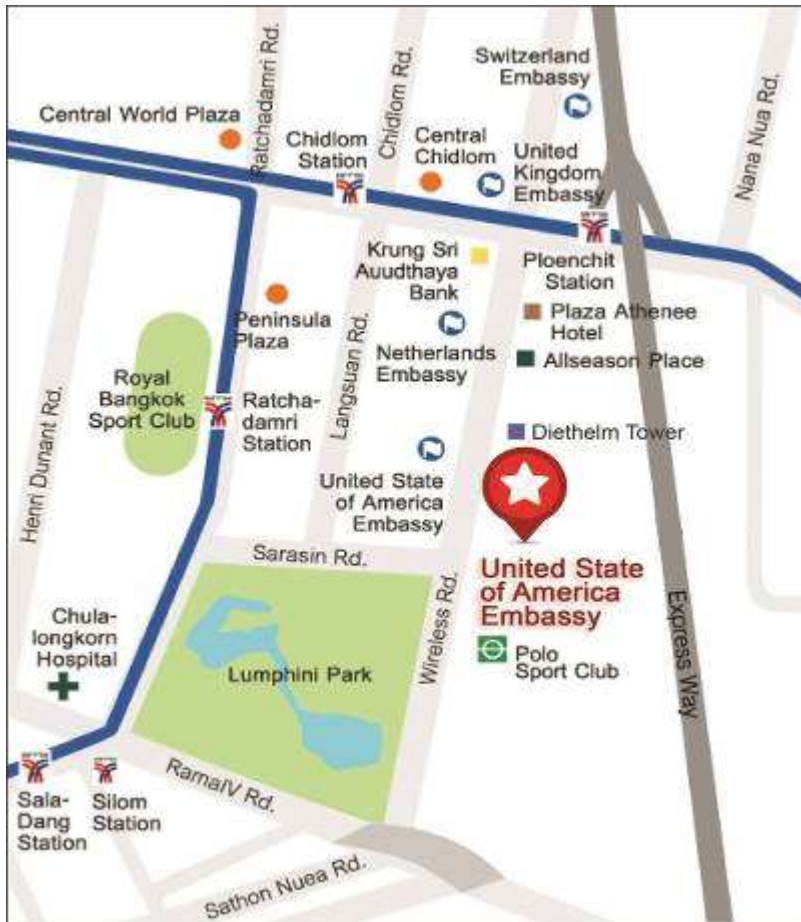 Ratchadamri Rd.
Chidlom Rd.
Switzerland
Embassy
Nana Nua Rd.
Central World Plaza
Chidlom
Station
Central
Chidlom
United
Kingdom
Embassy
Krung Sri
Auudthaya
Bank
Ploenchit
Station
Peninsula
Plaza
Langsuan Rd.
Netherlands
Embassy
Plaza Athenee
Hotel
Allseason Place
Henri Dunant Rd.
Royal
Bangkok
Sport Club
Ratcha-
damri
Station
Diethelm Tower
United State
of America
Embassy
Sarasin Rd.
Wireless Rd.
United State
of America
Embassy
Express Way
Chula-
longkorn
Hospital
Lumphini Park
Polo
Sport Club
RamaIV Rd.
Sala-
Dang
Station
Silom
Station
Sathon Nuea Rd.